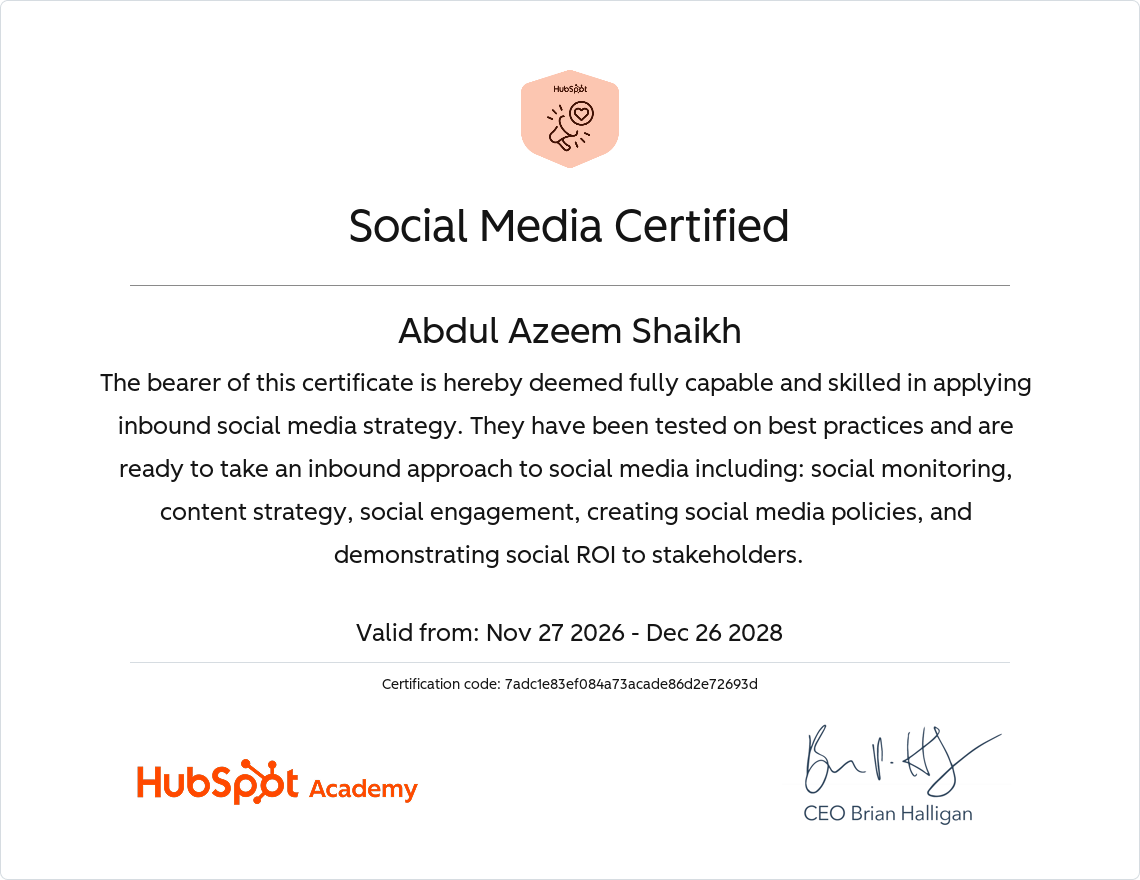 HubSpot
Social Media Certified
Abdul Azeem Shaikh
The bearer of this certificate is hereby deemed fully capable and skilled in applying
inbound social media strategy. They have been tested on best practices and are
ready to take an inbound approach to social media including: social monitoring,
content strategy, social engagement, creating social media policies, and
demonstrating social ROI to stakeholders.
Valid from: Nov 27 2026 - Dec 26 2028
Certification code: 7adc1e83ef084a73acade86d2e72693d
HubSpot Academy
CEO Brian Halligan